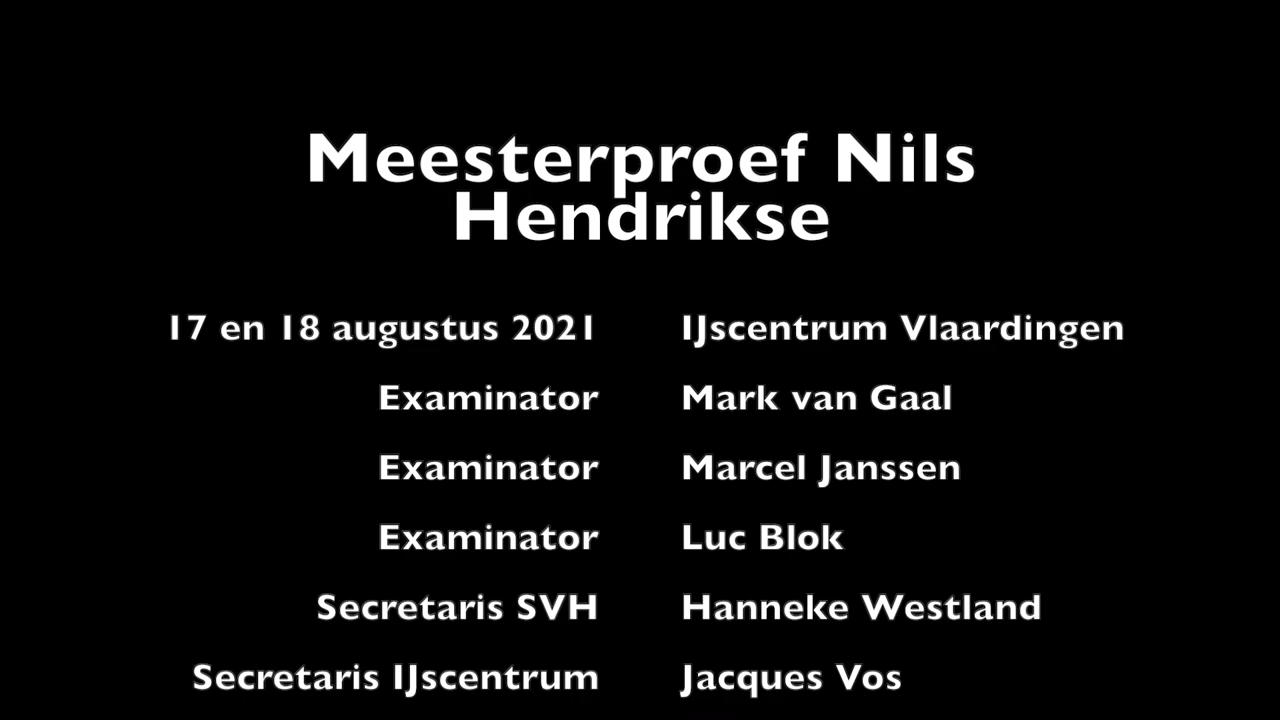 Meesterproef Nils
Hendrikse
17 en 18 augustus 2021 IJscentrum Vlaardingen
Examinator Mark van Gaal
Examinator Marcel Janssen
Examinator Luc Blok
Secretaris SVH Hanneke Westland
Secretaris IJscentrum Jacques Vos